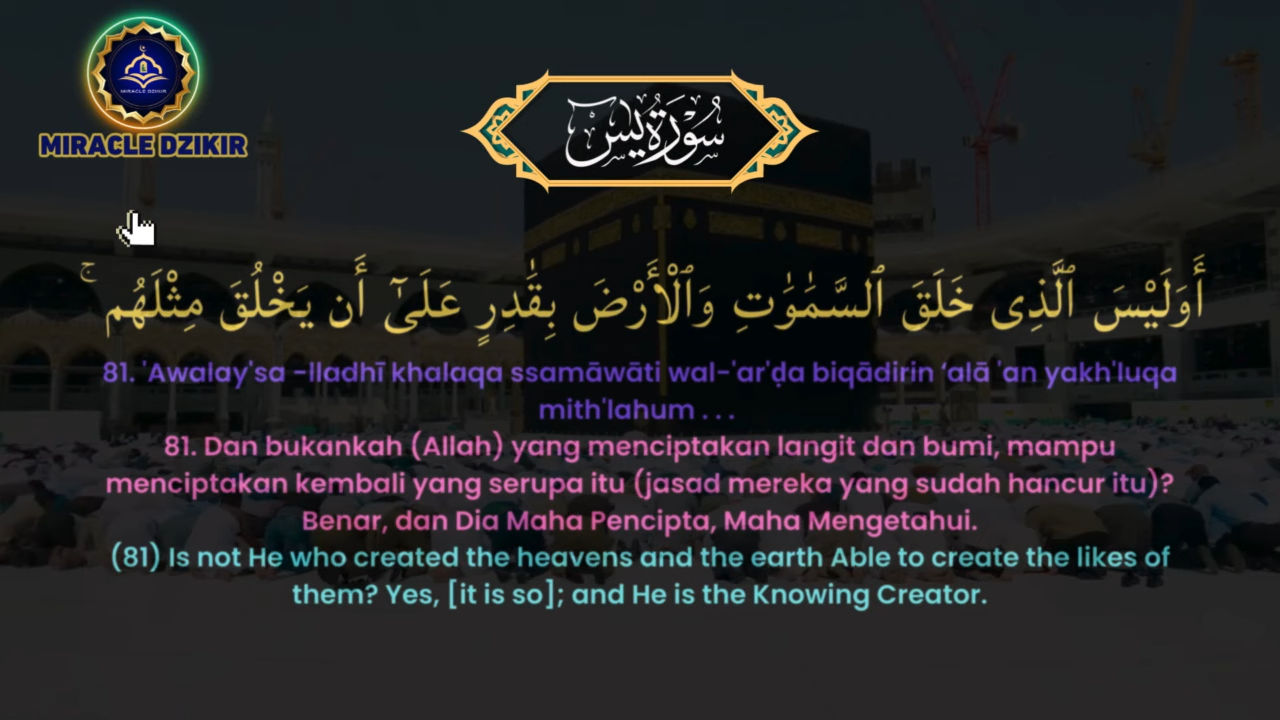 MIRACLE DZIKIR
MIRACLE DZIKIR
سُوْرَةُ يٰسٓ
أَوَلَيْسَ ٱلَّذِى خَلَقَ ٱلسَّمَٰوَٰتِ وَٱلْأَرْضَ بِقَٰدِرٍ عَلَىٰٓ أَن يَخْلُقَ مِثْلَهُم ۚ
81. 'Awalay'sa -lladhī khalaqa ssamāwāti wal-'ar'ḍa biqādirin ‘alā 'an yakh'luqa
mith'lahum . . .
81. Dan bukankah (Allah) yang menciptakan langit dan bumi, mampu
menciptakan kembali yang serupa itu (jasad mereka yang sudah hancur itu)?
Benar, dan Dia Maha Pencipta, Maha Mengetahui.
(81) Is not He who created the heavens and the earth Able to create the likes of
them? Yes, [it is so]; and He is the Knowing Creator.